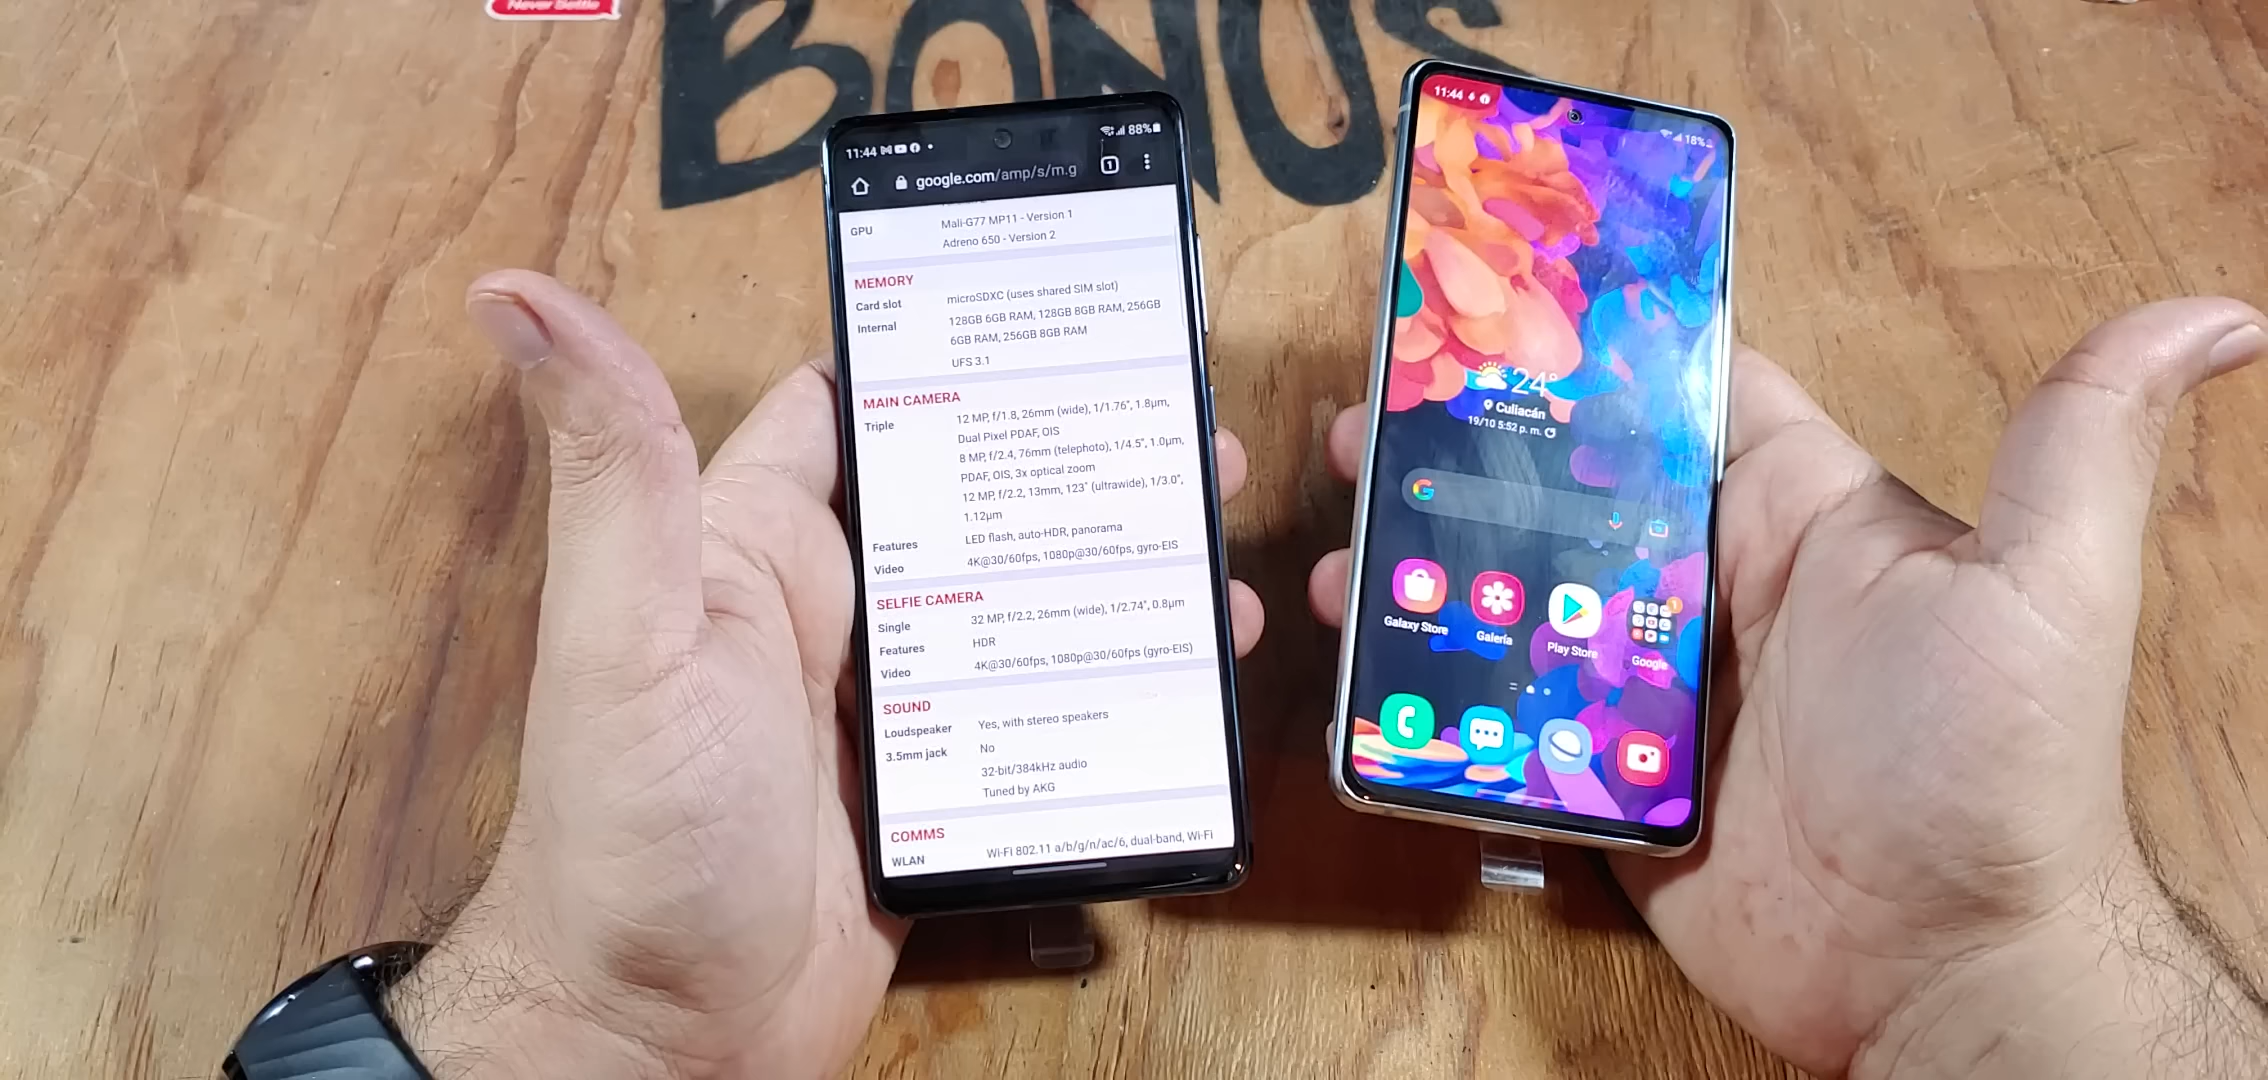 Never Settle
BONUS
11:44
88%
google.com/amp/s/m.g
1
GPU
Mali-G77 MP11 - Version 1
Adreno 650 - Version 2
MEMORY
Card slot
microSDXC (uses shared SIM slot)
Internal
128GB 6GB RAM, 128GB 8GB RAM, 256GB
6GB RAM, 256GB 8GB RAM
UFS 3.1
MAIN CAMERA
Triple
12 MP, f/1.8, 26mm (wide), 1/1.76", 1.8µm,
Dual Pixel PDAF, OIS
8 MP, f/2.4, 76mm (telephoto), 1/4.5", 1.0µm,
PDAF, OIS, 3x optical zoom
12 MP, f/2.2, 13mm, 123˚ (ultrawide), 1/3.0",
1.12µm
Features
LED flash, auto-HDR, panorama
Video
4K@30/60fps, 1080p@30/60fps, gyro-EIS
SELFIE CAMERA
Single
32 MP, f/2.2, 26mm (wide), 1/2.74", 0.8µm
Features
HDR
Video
4K@30/60fps, 1080p@30/60fps (gyro-EIS)
SOUND
Loudspeaker
Yes, with stereo speakers
3.5mm jack
No
32-bit/384kHz audio
Tuned by AKG
COMMS
WLAN
Wi-Fi 802.11 a/b/g/n/ac/6, dual-band, Wi-Fi
11:44
18%
24°
Culiacán
19/10 5:52 p. m.
G
Galaxy Store
Galería
Play Store
1
Google